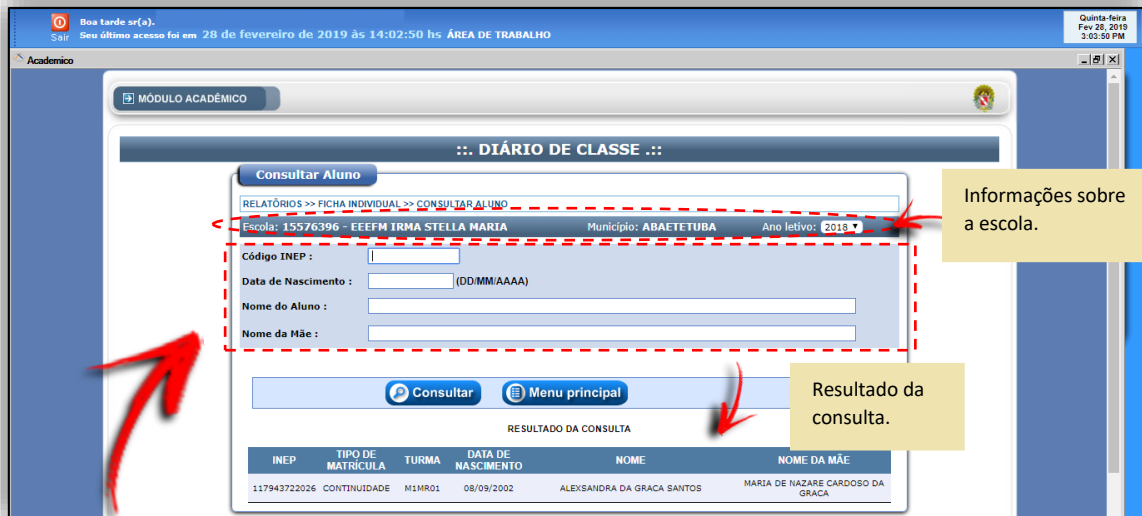 Boa tarde sr(a).
Sair Seu último acesso foi em 28 de fevereiro de 2019 às 14:02:50 hs ÁREA DE TRABALHO
Quinta-feira
Fev 28, 2019
3:03:50 PM
Academico
MÓDULO ACADÊMICO
::. DIÁRIO DE CLASSE .::
Consultar Aluno
RELATÓRIOS >> FICHA INDIVIDUAL >> CONSULTAR ALUNO
Escola: 15576396 - EEEFM IRMA STELLA MARIA Município: ABAETETUBA Ano letivo: 2018
Informações sobre
a escola.
Código INEP :
Data de Nascimento : (DD/MM/AAAA)
Nome do Aluno :
Nome da Mãe :
Consultar Menu principal
Resultado da
consulta.
RESULTADO DA CONSULTA
INEP TIPO DE MATRÍCULA TURMA DATA DE NASCIMENTO NOME NOME DA MÃE
117943722026 CONTINUIDADE M1MR01 08/09/2002 ALEXSANDRA DA GRACA SANTOS MARIA DE NAZARE CARDOSO DA GRACA